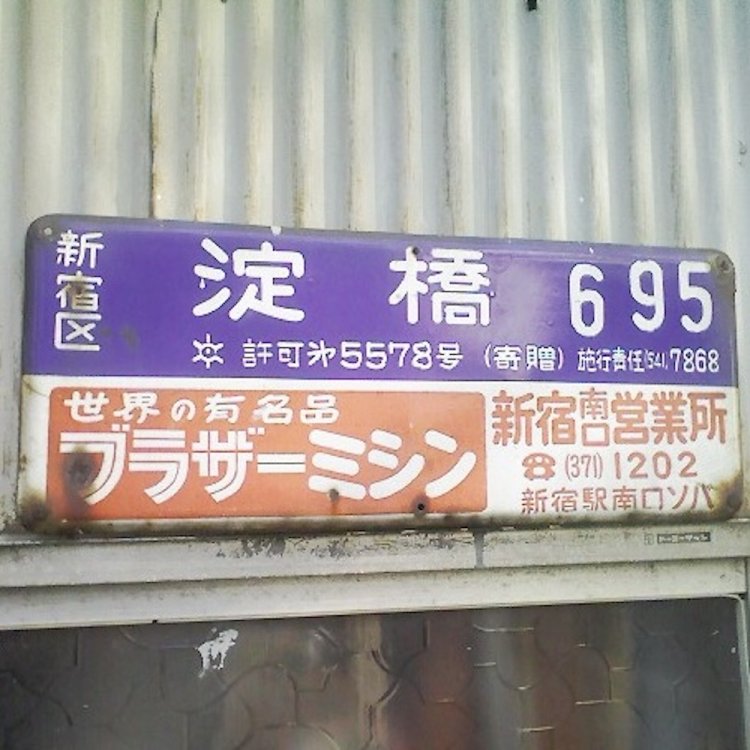 新宿区
淀橋 695
許可第5578号 (寄贈) 施行責任(541)7868
世界の有名品
ブラザーミシン
新宿南口営業所
☎ (371) 1202
新宿駅南口ソバ